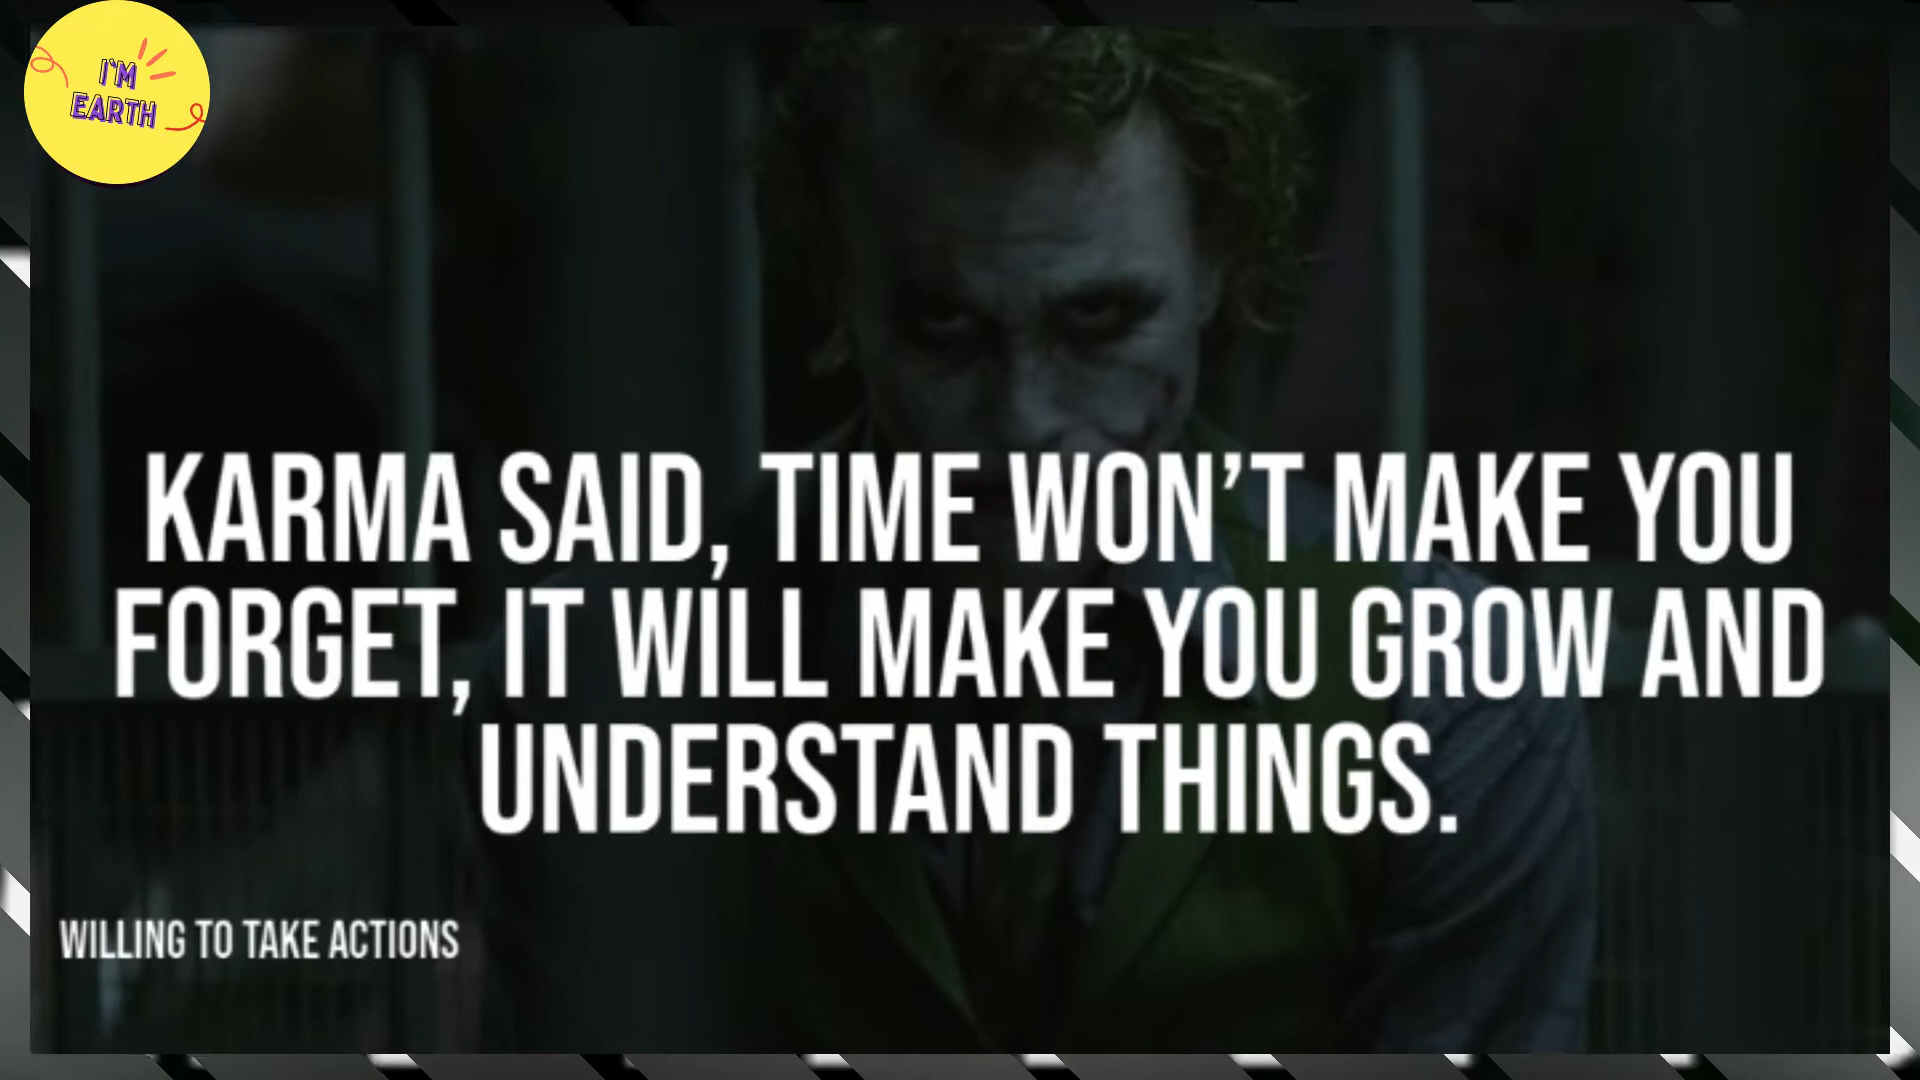 I'M
EARTH
KARMA SAID, TIME WON’T MAKE YOU
FORGET, IT WILL MAKE YOU GROW AND
UNDERSTAND THINGS.
WILLING TO TAKE ACTIONS